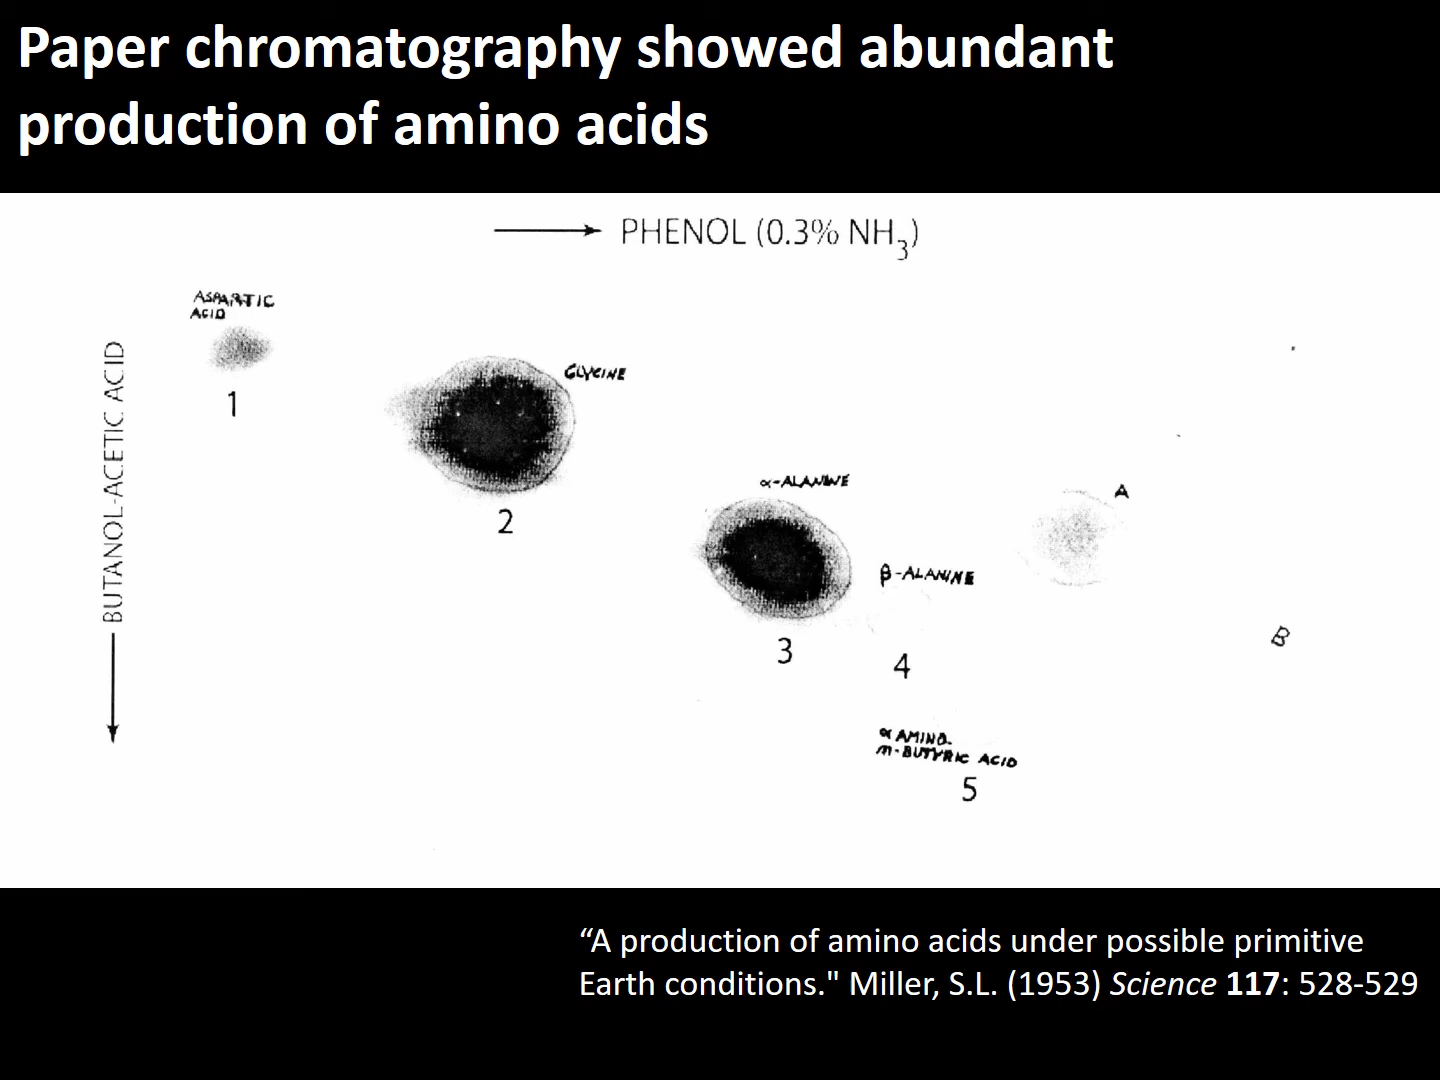 Paper chromatography showed abundant
production of amino acids
PHENOL (0.3% NH₃)
BUTANOL-ACETIC ACID
ASPARTIC
ACID
1
GLYCINE
2
α-ALANINE
3
β-ALANINE
4
A
B
α AMINO-
n-BUTYRIC ACID
5
“A production of amino acids under possible primitive
Earth conditions." Miller, S.L. (1953) Science 117: 528-529